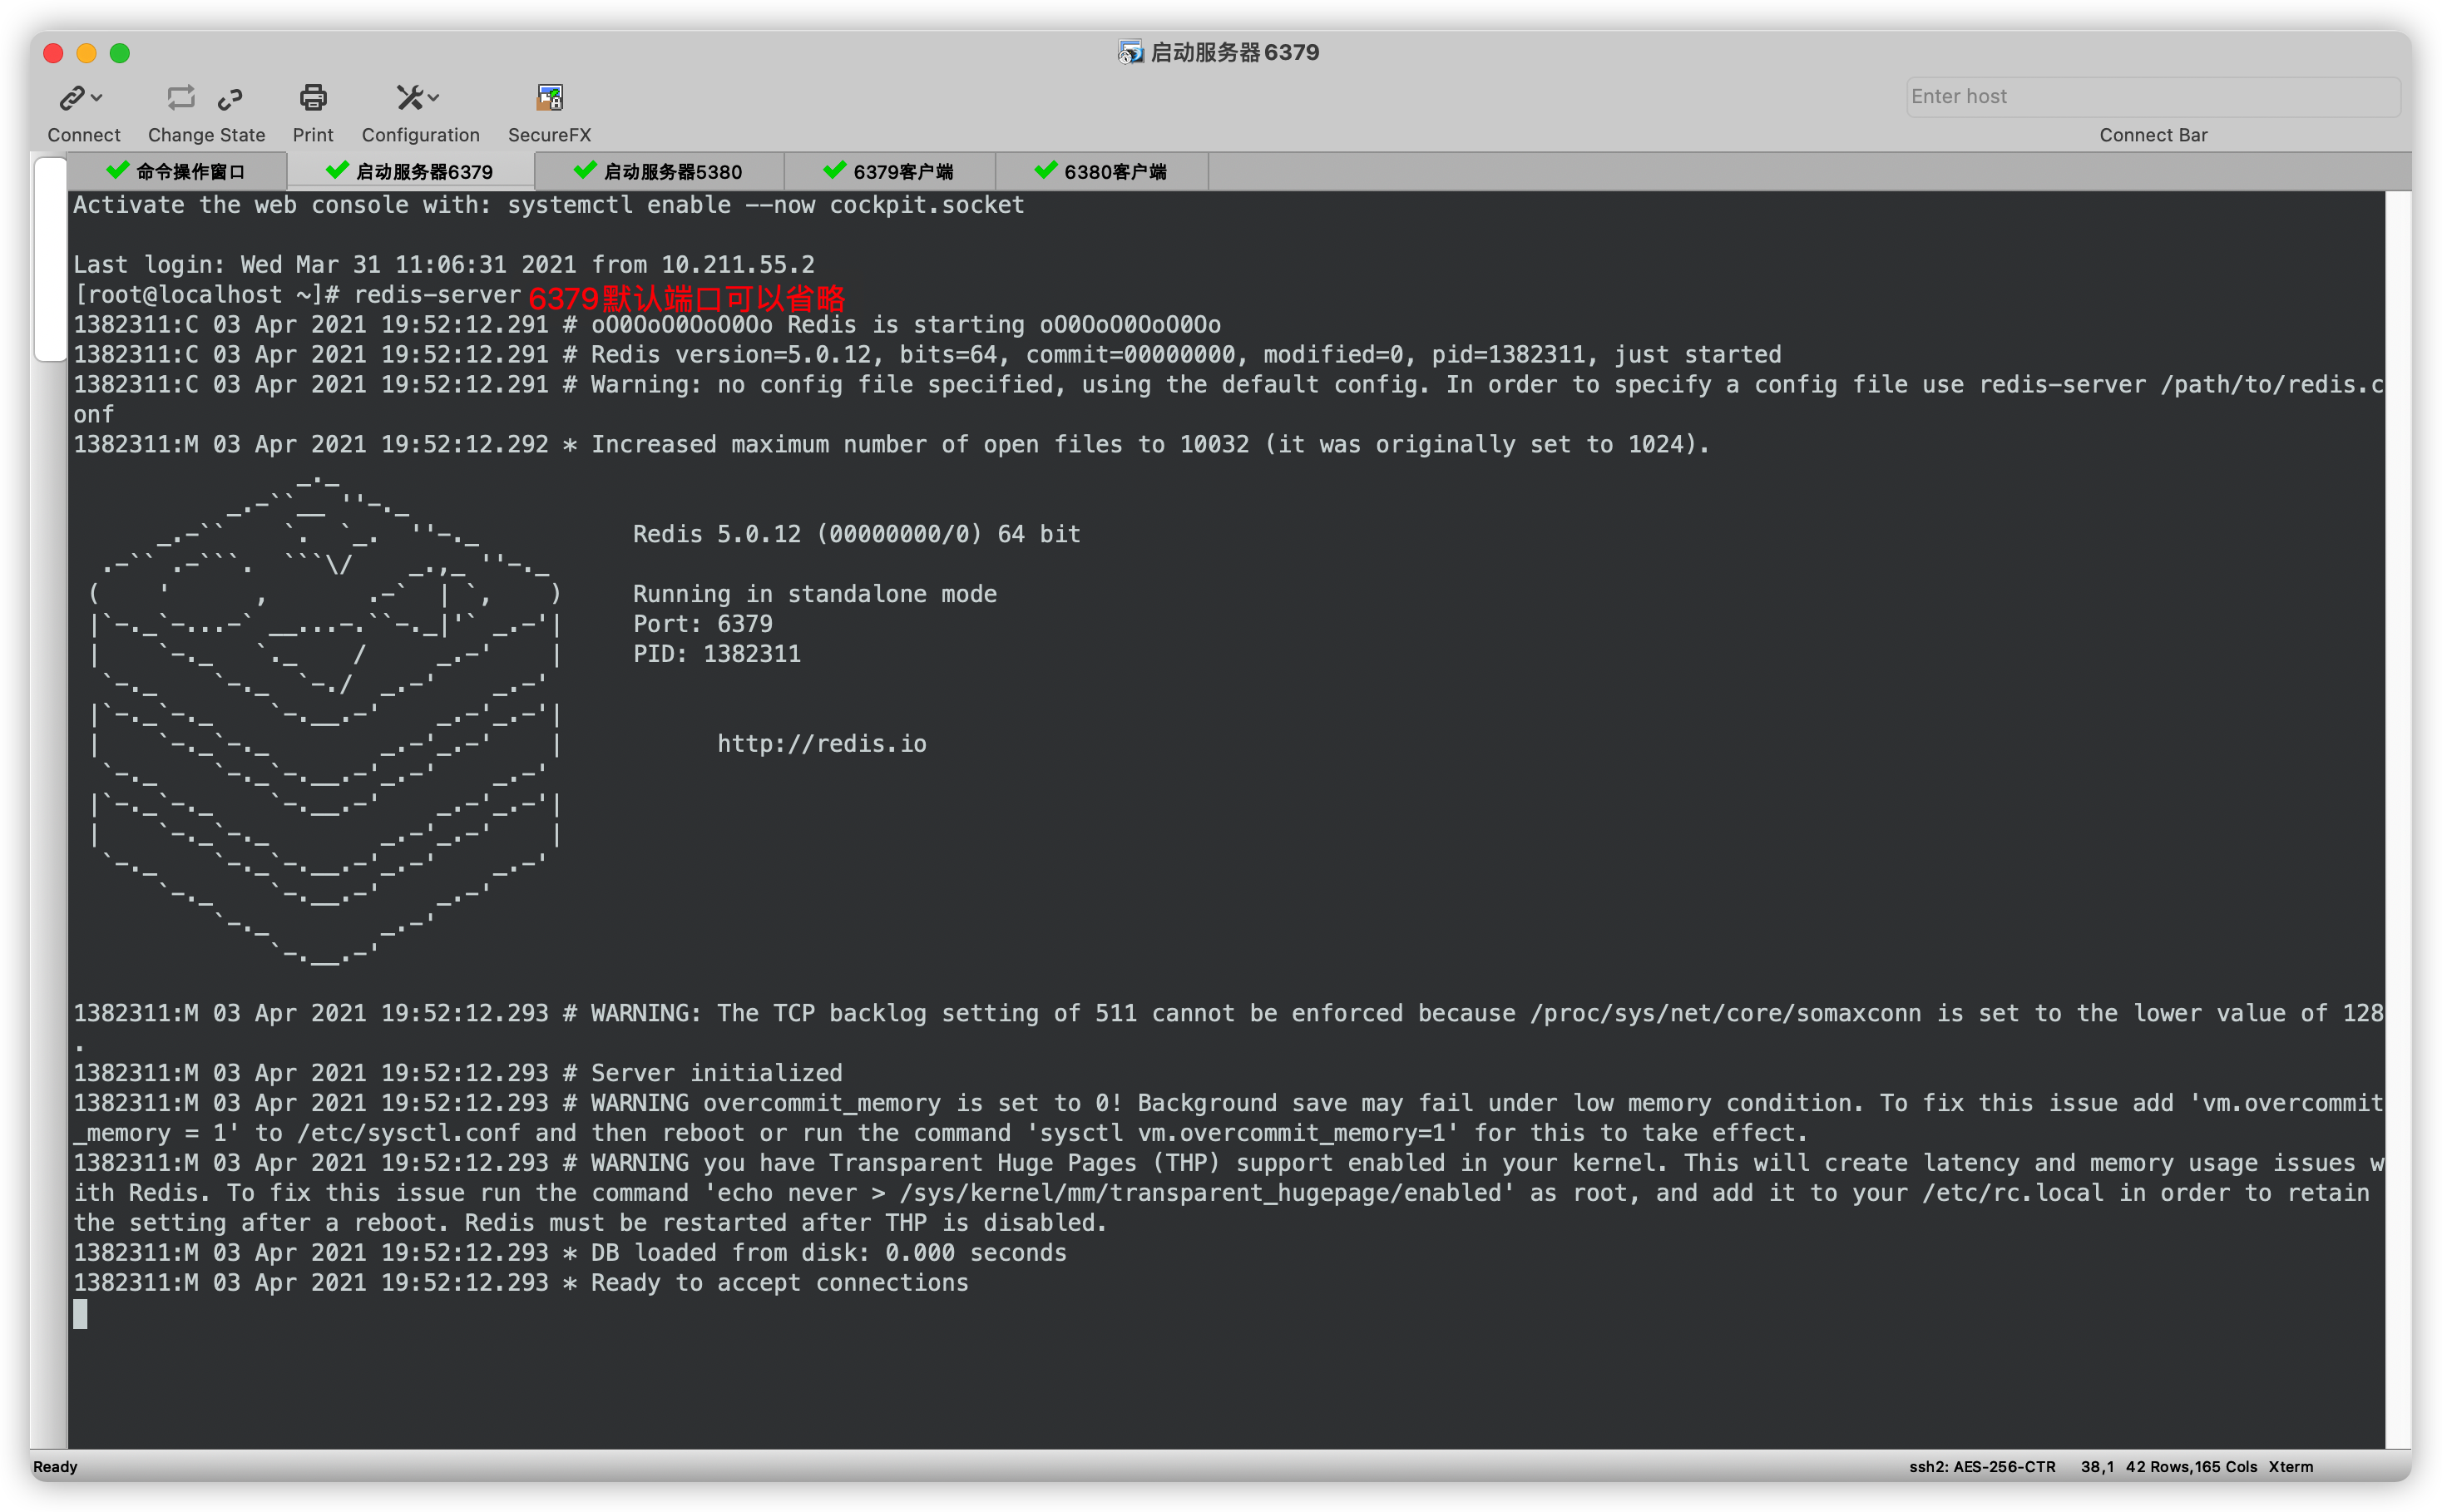 启动服务器6379
Connect
Change State
Print
Configuration
SecureFX
Enter host
Connect Bar
命令操作窗口
启动服务器6379
启动服务器5380
6379客户端
6380客户端
Activate the web console with: systemctl enable --now cockpit.socket
Last login: Wed Mar 31 11:06:31 2021 from 10.211.55.2
[root@localhost ~]# redis-server 6379默认端口可以省略
1382311:C 03 Apr 2021 19:52:12.291 # oO0OoO0OoO0Oo Redis is starting oO0OoO0OoO0Oo
1382311:C 03 Apr 2021 19:52:12.291 # Redis version=5.0.12, bits=64, commit=00000000, modified=0, pid=1382311, just started
1382311:C 03 Apr 2021 19:52:12.291 # Warning: no config file specified, using the default config. In order to specify a config file use redis-server /path/to/redis.c
onf
1382311:M 03 Apr 2021 19:52:12.292 * Increased maximum number of open files to 10032 (it was originally set to 1024).
Redis 5.0.12 (00000000/0) 64 bit
Running in standalone mode
Port: 6379
PID: 1382311
http://redis.io
1382311:M 03 Apr 2021 19:52:12.293 # WARNING: The TCP backlog setting of 511 cannot be enforced because /proc/sys/net/core/somaxconn is set to the lower value of 128
.
1382311:M 03 Apr 2021 19:52:12.293 # Server initialized
1382311:M 03 Apr 2021 19:52:12.293 # WARNING overcommit_memory is set to 0! Background save may fail under low memory condition. To fix this issue add 'vm.overcommit
_memory = 1' to /etc/sysctl.conf and then reboot or run the command 'sysctl vm.overcommit_memory=1' for this to take effect.
1382311:M 03 Apr 2021 19:52:12.293 # WARNING you have Transparent Huge Pages (THP) support enabled in your kernel. This will create latency and memory usage issues w
ith Redis. To fix this issue run the command 'echo never > /sys/kernel/mm/transparent_hugepage/enabled' as root, and add it to your /etc/rc.local in order to retain
the setting after a reboot. Redis must be restarted after THP is disabled.
1382311:M 03 Apr 2021 19:52:12.293 * DB loaded from disk: 0.000 seconds
1382311:M 03 Apr 2021 19:52:12.293 * Ready to accept connections
Ready
ssh2: AES-256-CTR 38,1 42 Rows,165 Cols Xterm